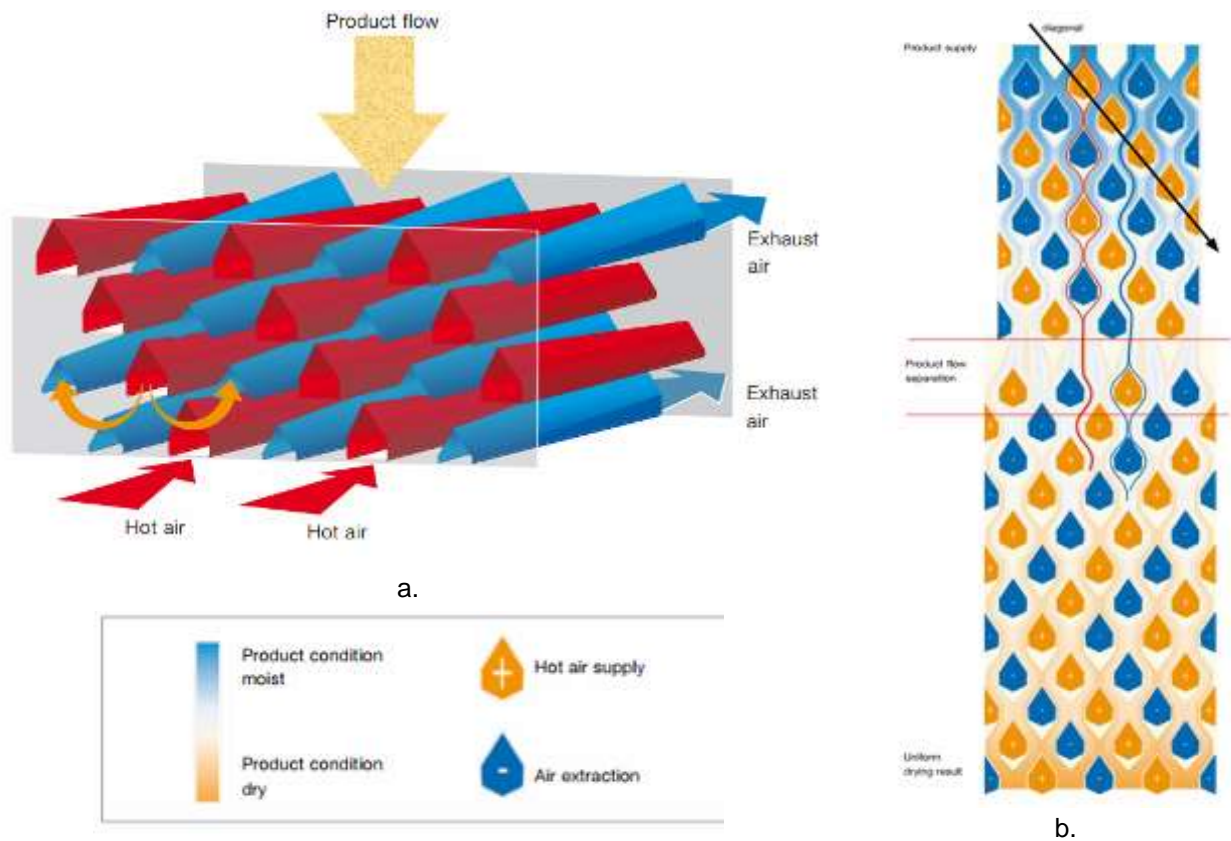 Product flow
Exhaust
air
Exhaust
air
Hot air
Hot air
a.
Product condition
moist
Product condition
dry
+
Hot air supply
-
Air extraction
diagonal
Product supply
Product flow
separation
Uniform
drying result
b.